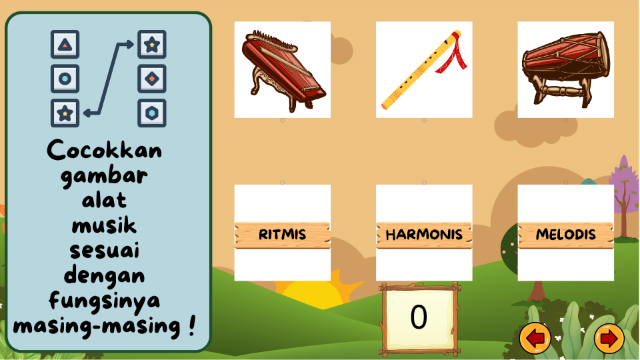 Cocokkan
gambar
alat
musik
sesuai
dengan
fungsinya
masing-masing !
RITMIS
HARMONIS
MELODIS
0